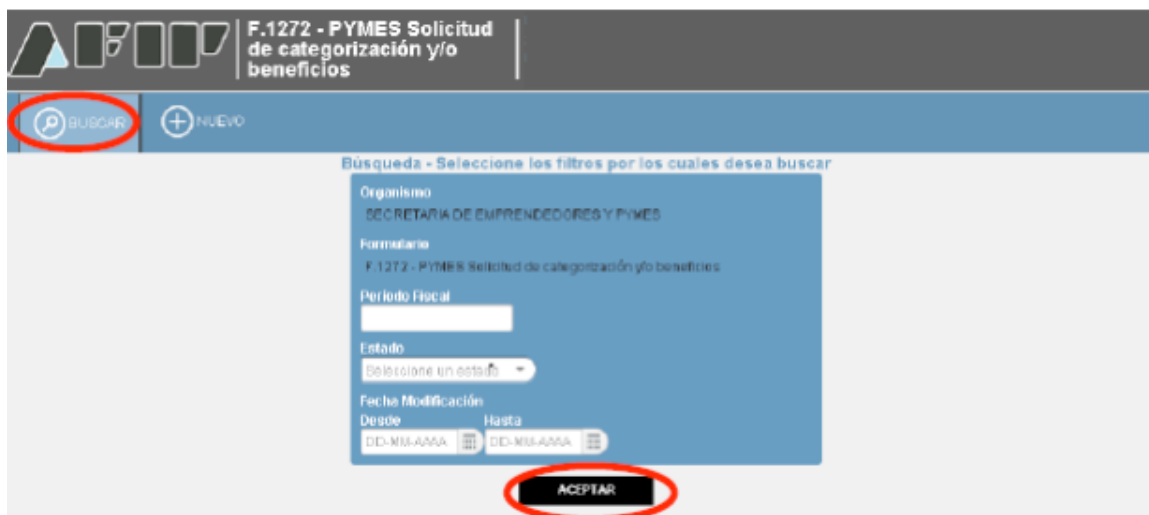 AFIP
F.1272 - PYMES Solicitud
de categorización y/o
beneficios
BUSCAR
NUEVO
Búsqueda - Seleccione los filtros por los cuales desea buscar
Organismo
SECRETARIA DE EMPRENDEDORES Y PYMES
Formulario
F.1272 - PYMES Solicitud de categorización y/o beneficios
Período Fiscal
Estado
Seleccione un estado
Fecha Modificación
Desde Hasta
DD-MM-AAAA DD-MM-AAAA
ACEPTAR